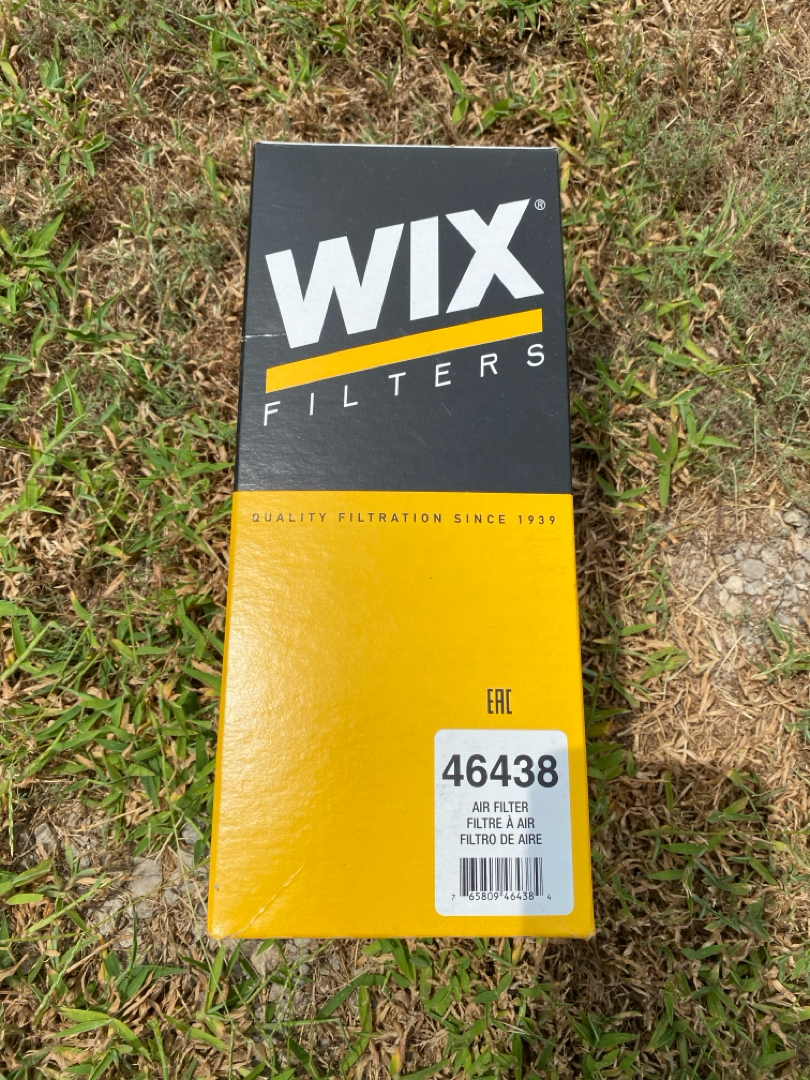 WIX®
FILTERS
QUALITY FILTRATION SINCE 1939
EAC
46438
AIR FILTER
FILTRE À AIR
FILTRO DE AIRE
7 65809 46438 4